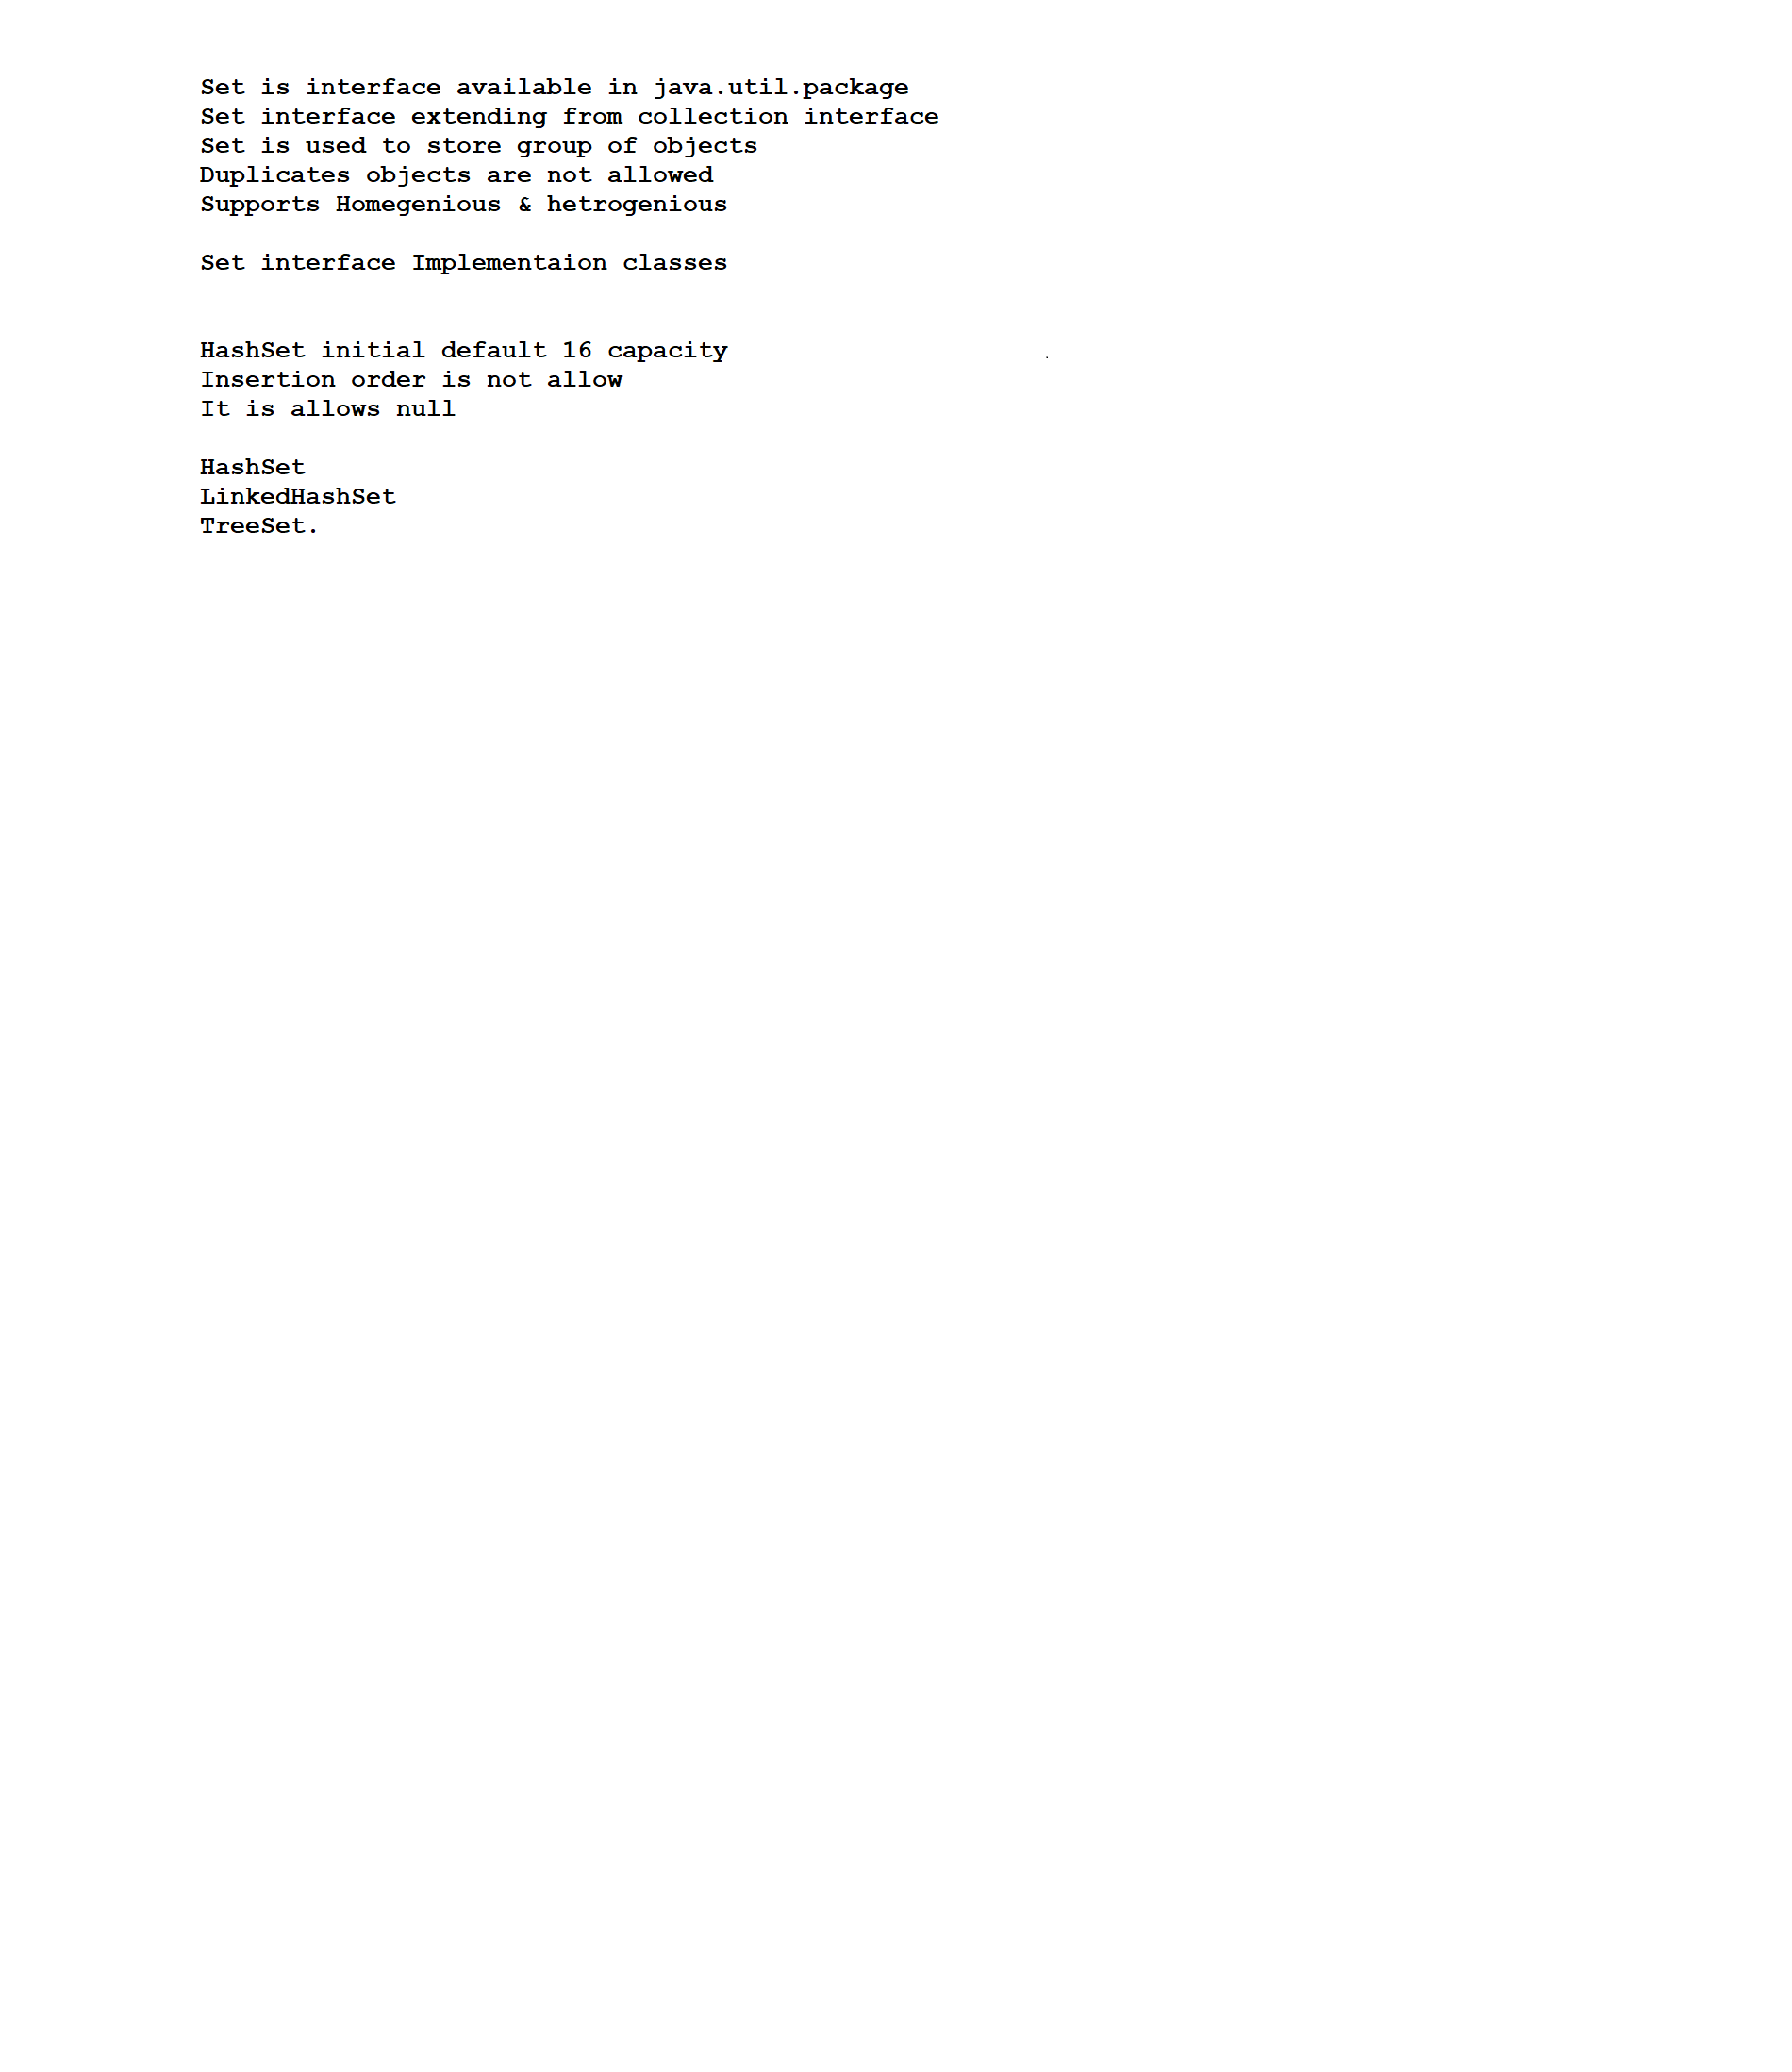 Set is interface available in java.util.package
Set interface extending from collection interface
Set is used to store group of objects
Duplicates objects are not allowed
Supports Homegenious & hetrogenious
Set interface Implementaion classes
HashSet initial default 16 capacity
Insertion order is not allow
It is allows null
HashSet
LinkedHashSet
TreeSet.